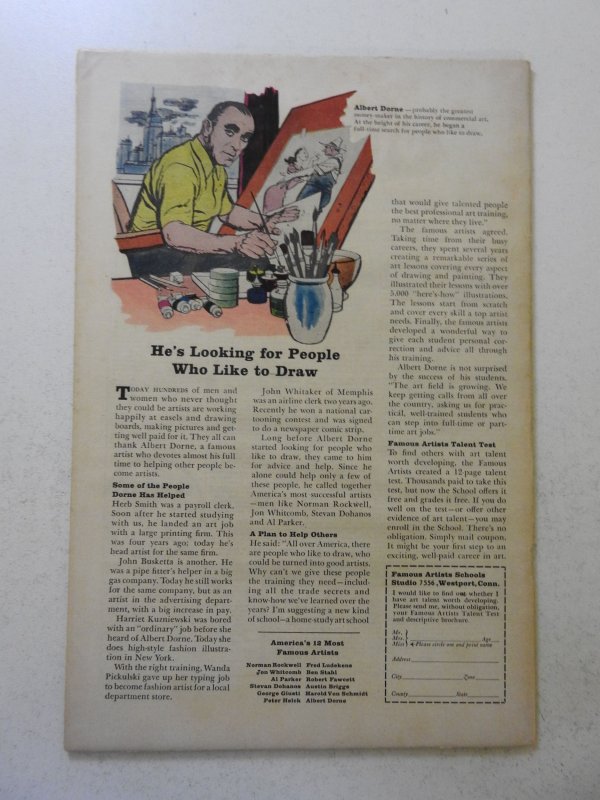 Albert Dorne—probably the greatest
money-maker in the history of commercial art.
At the height of his career, he began a
full-time search for people who like to draw.
He's Looking for People
Who Like to Draw
TODAY HUNDREDS of men and
women who never thought
they could be artists are working
happily at easels and drawing
boards, making pictures and get-
ting well paid for it. They all can
thank Albert Dorne, a famous
artist who devotes almost his full
time to helping other people be-
come artists.
Some of the People
Dorne Has Helped
Herb Smith was a payroll clerk.
Soon after he started studying
with us, he landed an art job
with a large printing firm. This
was four years ago: today he's
head artist for the same firm.
John Busketta is another. He
was a pipe fitter's helper in a big
gas company. Today he still works
for the same company, but as an
artist in the advertising depart-
ment, with a big increase in pay.
Harriet Kuzniewski was bored
with an "ordinary" job before she
heard of Albert Dorne. Today she
does high-style fashion illustra-
tion in New York.
With the right training, Wanda
Pickulski gave up her typing job
to become fashion artist for a local
department store.
John Whitaker of Memphis
was an airline clerk two years ago.
Recently he won a national car-
tooning contest and was signed
to do a newspaper comic strip.
Long before Albert Dorne
started looking for people who
like to draw, they came to him
for advice and help. Since he
alone could help only a few of
these people, he called together
America's most successful artists
—men like Norman Rockwell,
Jon Whitcomb, Stevan Dohanos
and Al Parker.
A Plan to Help Others
He said: "All over America, there
are people who like to draw, who
could be turned into good artists.
Why can't we give these people
the training they need—includ-
ing all the trade secrets and
know-how we've learned over the
years? I'm suggesting a new kind
of school—a home-study art school
that would give talented people
the best professional art training,
no matter where they live."
The famous artists agreed.
Taking time from their busy
careers, they spent several years
creating a remarkable series of
art lessons covering every aspect
of drawing and painting. They
illustrated their lessons with over
5,000 "here's-how" illustrations.
The lessons start from scratch
and cover every skill a top artist
needs. Finally, the famous artists
developed a wonderful way to
give each student personal cor-
rection and advice all through
his training.
Albert Dorne is not surprised
by the success of his students.
"The art field is growing. We
keep getting calls from all over
the country, asking us for prac-
tical, well-trained students who
can step into full-time or part-
time art jobs."
Famous Artists Talent Test
To find others with art talent
worth developing, the Famous
Artists created a 12-page talent
test. Thousands paid to take this
test, but now the School offers it
free and grades it free. If you do
well on the test—or offer other
evidence of art talent—you may
enroll in the School. There's no
obligation. Simply mail coupon.
It might be your first step to an
exciting, well-paid career in art.
America's 12 Most
Famous Artists
Norman Rockwell Fred Ludekens
Jon Whitcomb Ben Stahl
Al Parker Robert Fawcett
Stevan Dohanos Austin Briggs
George Giusti Harold Von Schmidt
Peter Helck Albert Dorne
Famous Artists Schools
Studio 7356, Westport, Conn.
I would like to find out whether I
have art talent worth developing.
Please send me, without obligation,
your Famous Artists Talent Test
and descriptive brochure.
Mr.
Mrs. Age
Miss Please circle one and print name
Address
City Zone
County State